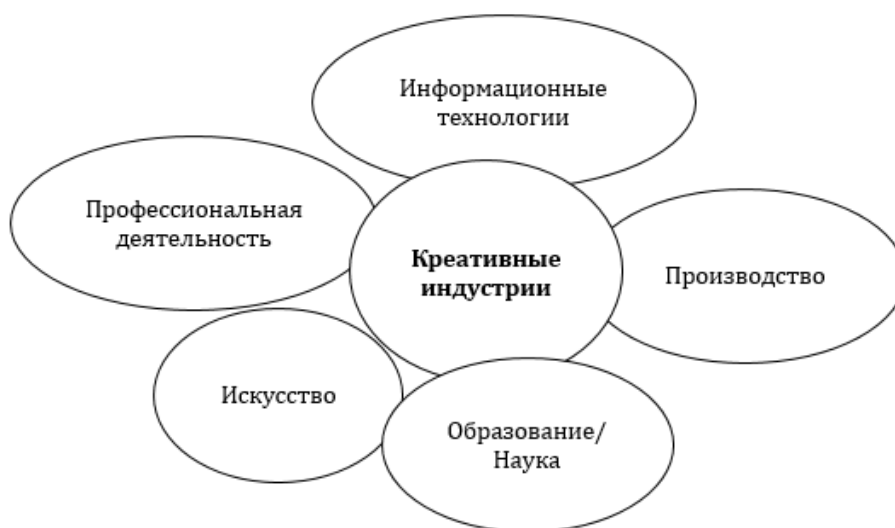 Информационные
технологии
Профессиональная
деятельность
Креативные
индустрии
Производство
Искусство
Образование/
Наука